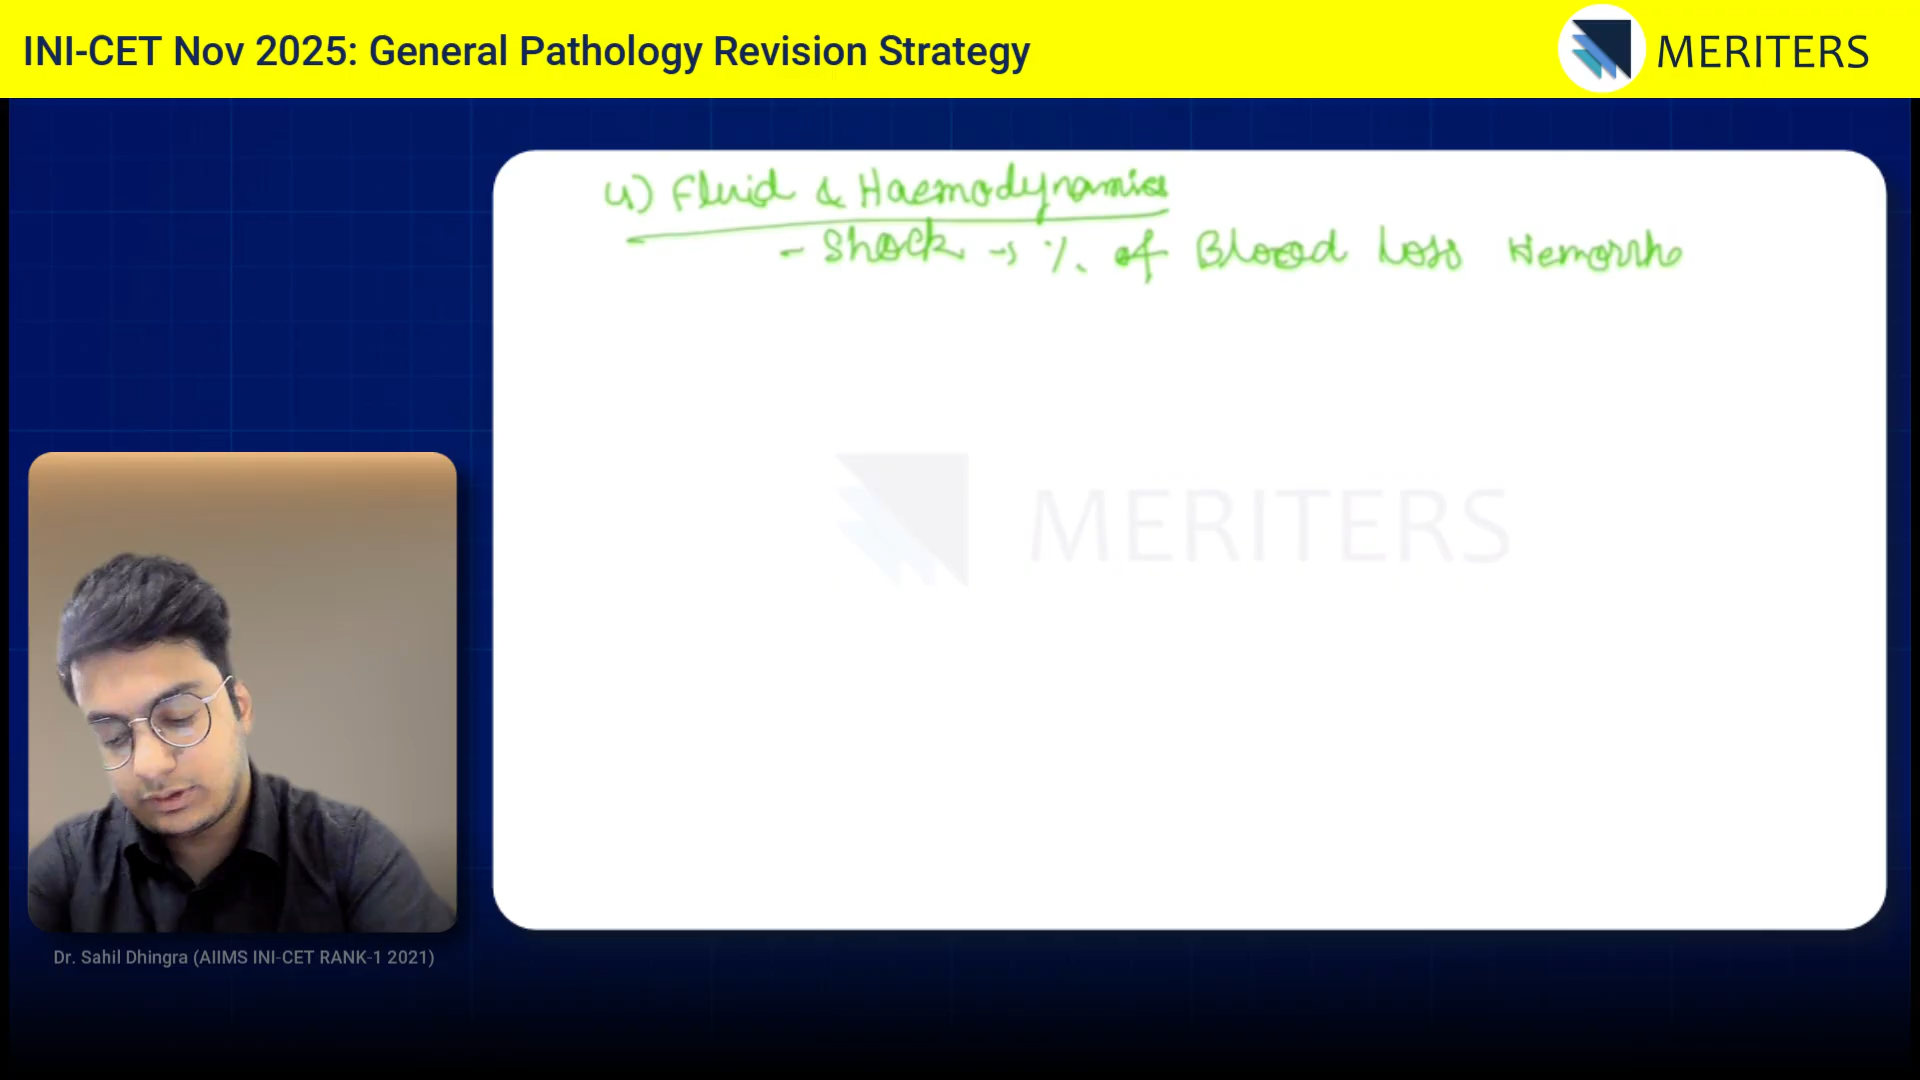 INI-CET Nov 2025: General Pathology Revision Strategy
MERITERS
4) Fluid & Haemodynamics
- Shock → % of Blood Loss Hemorrha
MERITERS
Dr. Sahil Dhingra (AIIMS INI-CET RANK-1 2021)